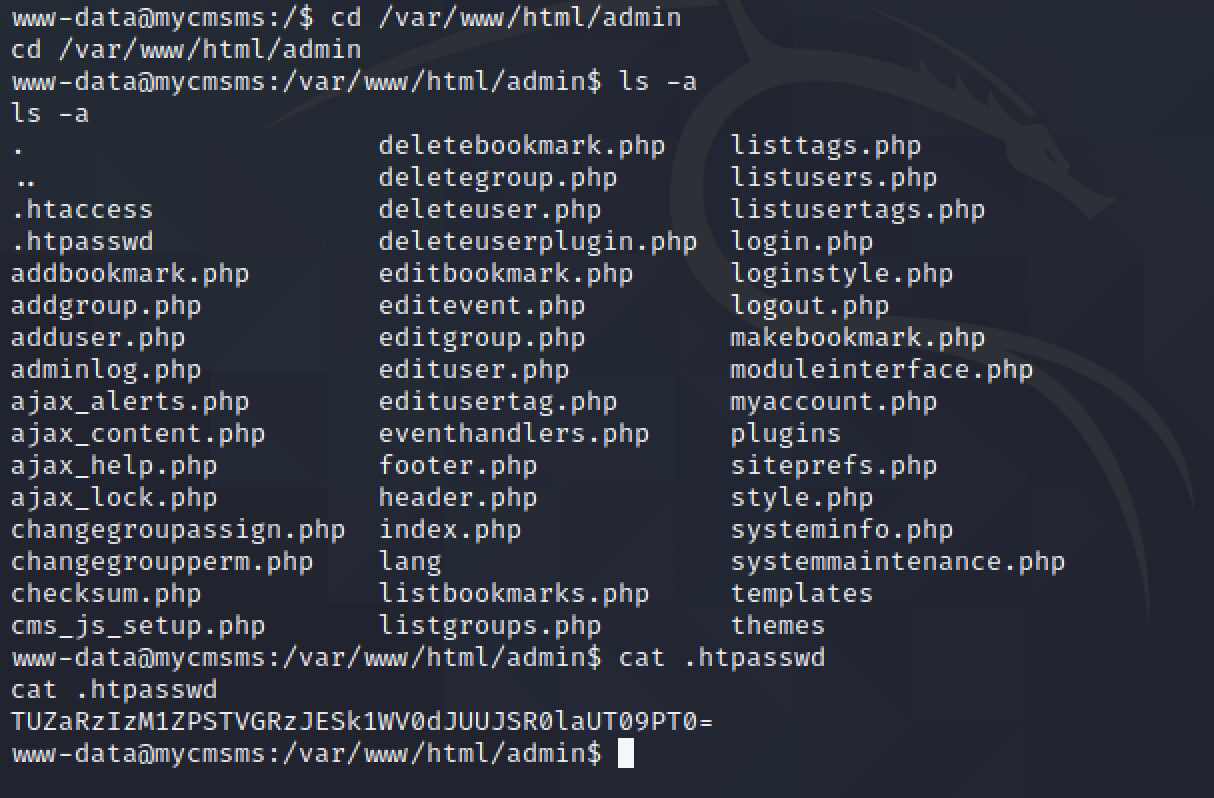 www-data@mycmsms:/$ cd /var/www/html/admin
cd /var/www/html/admin
www-data@mycmsms:/var/www/html/admin$ ls -a
ls -a
. deletebookmark.php listtags.php
.. deletegroup.php listusers.php
.htaccess deleteuser.php listusertags.php
.htpasswd deleteuserplugin.php login.php
addbookmark.php editbookmark.php loginstyle.php
addgroup.php editevent.php logout.php
adduser.php editgroup.php makebookmark.php
adminlog.php edituser.php moduleinterface.php
ajax_alerts.php editusertag.php myaccount.php
ajax_content.php eventhandlers.php plugins
ajax_help.php footer.php siteprefs.php
ajax_lock.php header.php style.php
changegroupassign.php index.php systeminfo.php
changegroupperm.php lang systemmaintenance.php
checksum.php listbookmarks.php templates
cms_js_setup.php listgroups.php themes
www-data@mycmsms:/var/www/html/admin$ cat .htpasswd
cat .htpasswd
TUZaRzIzM1ZPSTVGRzJESk1WV0dJUUJSR0laUT09PT0=
www-data@mycmsms:/var/www/html/admin$